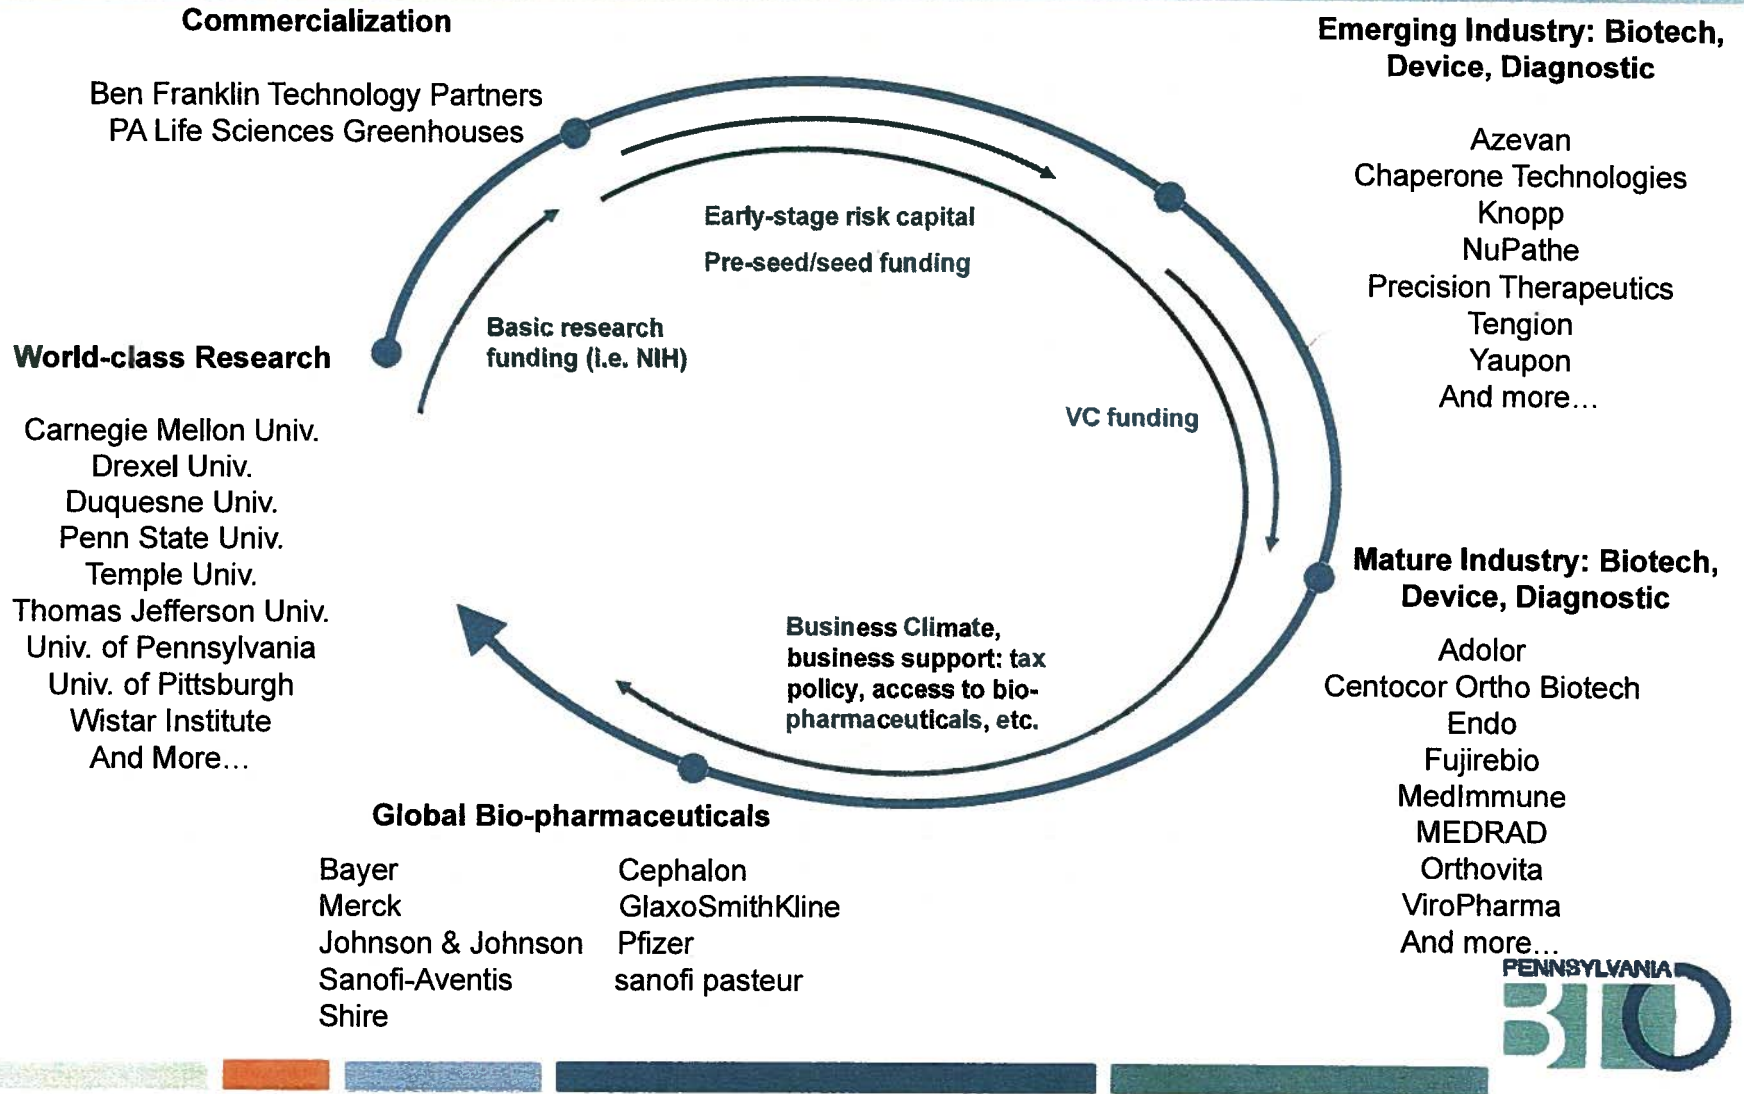 Commercialization
Ben Franklin Technology Partners
PA Life Sciences Greenhouses
Emerging Industry: Biotech,
Device, Diagnostic
Azevan
Chaperone Technologies
Knopp
NuPathe
Precision Therapeutics
Tengion
Yaupon
And more...
Early-stage risk capital
Pre-seed/seed funding
Basic research
funding (i.e. NIH)
VC funding
World-class Research
Carnegie Mellon Univ.
Drexel Univ.
Duquesne Univ.
Penn State Univ.
Temple Univ.
Thomas Jefferson Univ.
Univ. of Pennsylvania
Univ. of Pittsburgh
Wistar Institute
And More...
Business Climate,
business support: tax
policy, access to bio-
pharmaceuticals, etc.
Mature Industry: Biotech,
Device, Diagnostic
Adolor
Centocor Ortho Biotech
Endo
Fujirebio
MedImmune
MEDRAD
Orthovita
ViroPharma
And more...
Global Bio-pharmaceuticals
Bayer
Merck
Johnson & Johnson
Sanofi-Aventis
Shire
Cephalon
GlaxoSmithKline
Pfizer
sanofi pasteur
PENNSYLVANIA
BIO